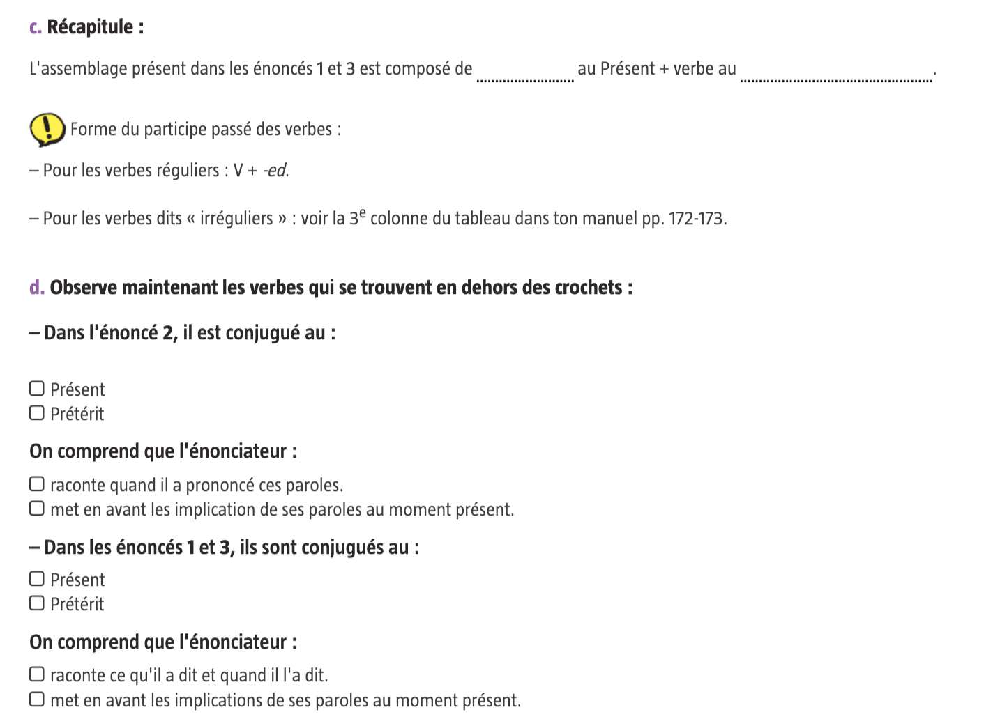 c. Récapitule :
L'assemblage présent dans les énoncés 1 et 3 est composé de ........................ au Présent + verbe au ................................................ .
! Forme du participe passé des verbes :
– Pour les verbes réguliers : V + -ed.
– Pour les verbes dits « irréguliers » : voir la 3e colonne du tableau dans ton manuel pp. 172-173.
d. Observe maintenant les verbes qui se trouvent en dehors des crochets :
– Dans l'énoncé 2, il est conjugué au :
☐ Présent
☐ Prétérit
On comprend que l'énonciateur :
☐ raconte quand il a prononcé ces paroles.
☐ met en avant les implication de ses paroles au moment présent.
– Dans les énoncés 1 et 3, ils sont conjugués au :
☐ Présent
☐ Prétérit
On comprend que l'énonciateur :
☐ raconte ce qu'il a dit et quand il l'a dit.
☐ met en avant les implications de ses paroles au moment présent.